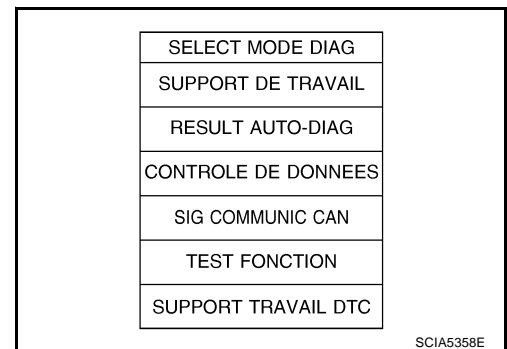 SELECT MODE DIAG
SUPPORT DE TRAVAIL
RESULT AUTO-DIAG
CONTROLE DE DONNEES
SIG COMMUNIC CAN
TEST FONCTION
SUPPORT TRAVAIL DTC
SCIA5358E